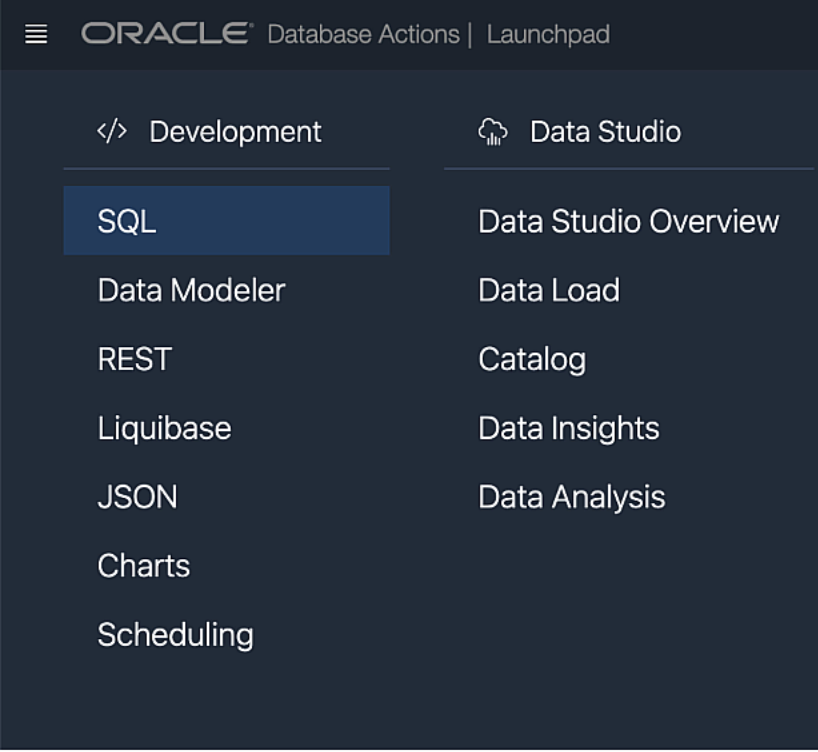 ORACLE® Database Actions | Launchpad
</> Development
SQL
Data Modeler
REST
Liquibase
JSON
Charts
Scheduling
Data Studio
Data Studio Overview
Data Load
Catalog
Data Insights
Data Analysis